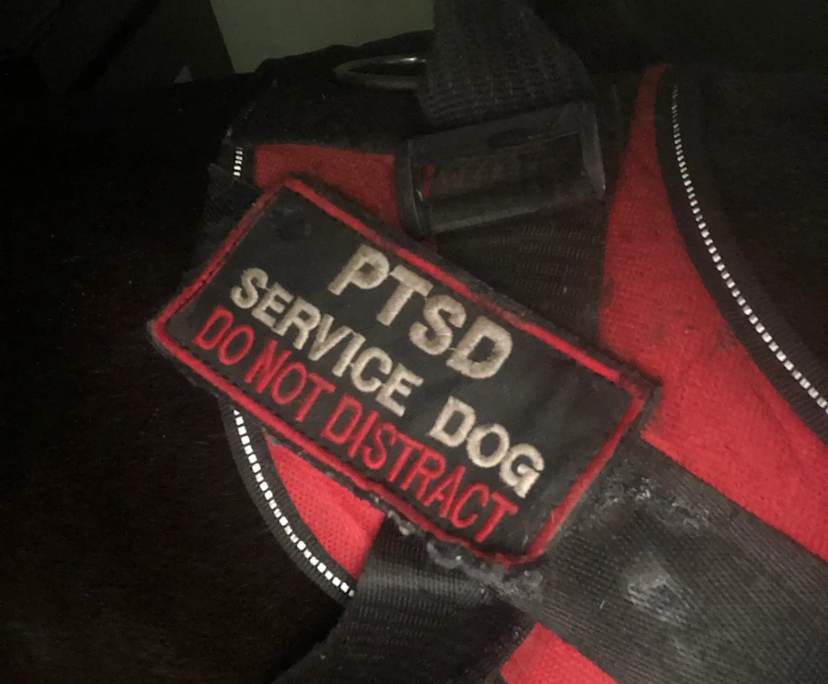 PTSD
SERVICE DOG
DO NOT DISTRACT